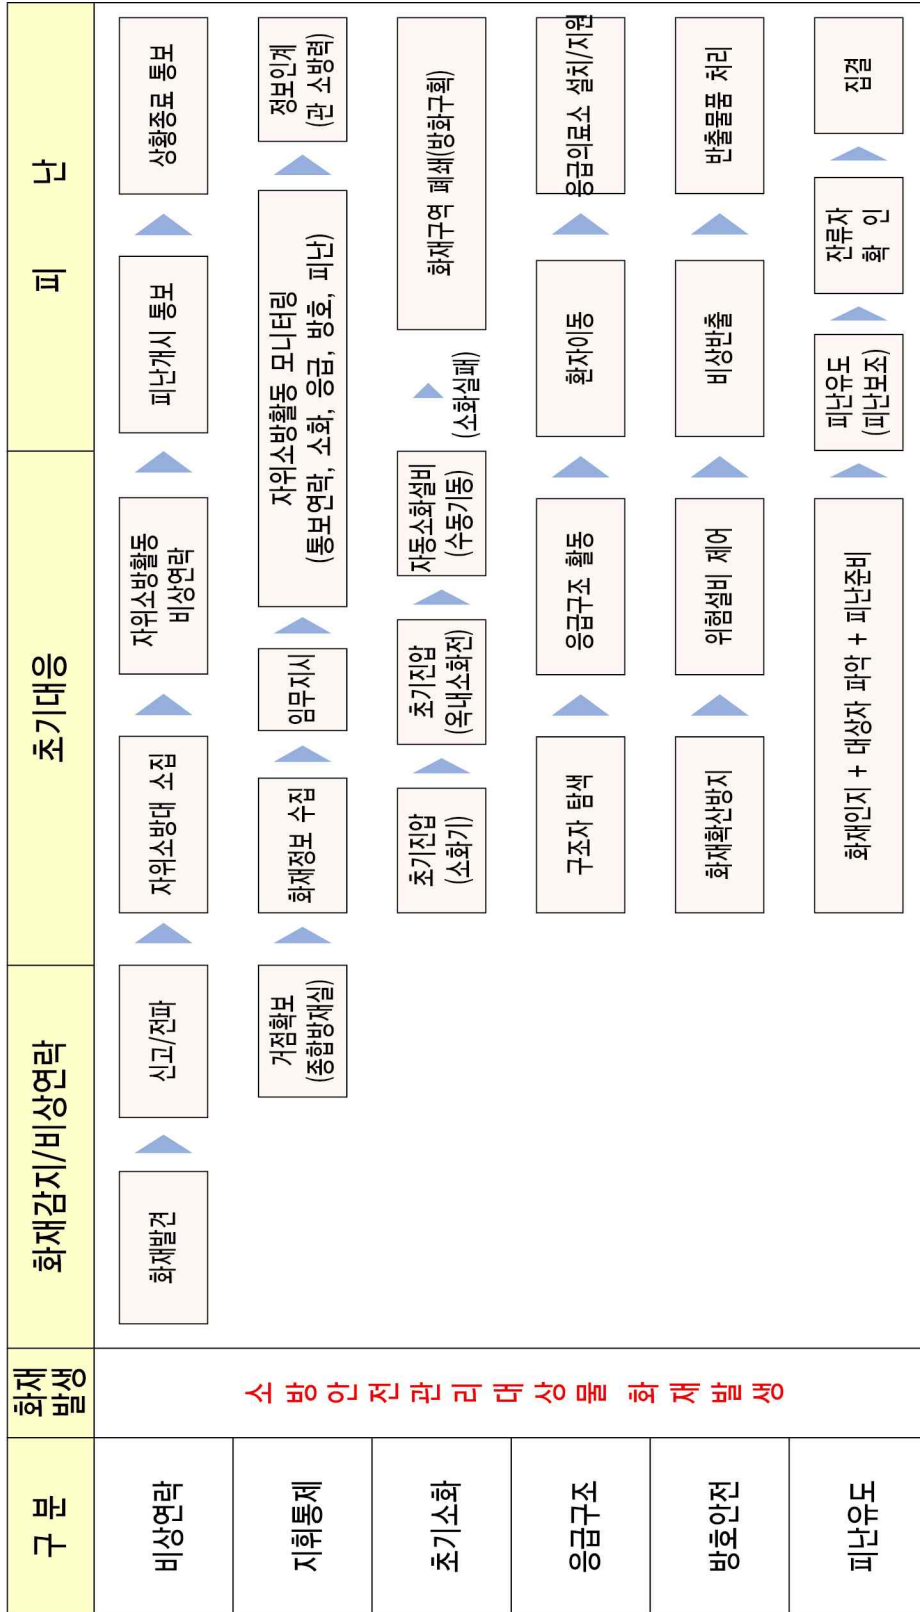 구 분
화재
발생
화재감지/비상연락
초기대응
피 난
소방안전관리대상물 화재발생
비상연락
화재발견
신고/전파
자위소방대 소집
자위소방활동
비상연락
피난개시 통보
상황종료 통보
지휘통제
거점확보
(종합방재실)
화재정보 수집
임무지시
자위소방활동 모니터링
(통보연락, 소화, 응급, 방호, 피난)
정보인계
(관 소방력)
초기소화
초기진압
(소화기)
초기진압
(옥내소화전)
자동소화설비
(수동기동)
(소화실패)
화재구역 폐쇄(방화구획)
응급구조
구조자 탐색
응급구조 활동
환자이동
응급의료소 설치/지원
방호안전
화재확산방지
위험설비 제어
비상반출
반출물품 처리
피난유도
화재인지 + 대상자 파악 + 피난준비
피난유도
(피난보조)
잔류자
확 인
집결